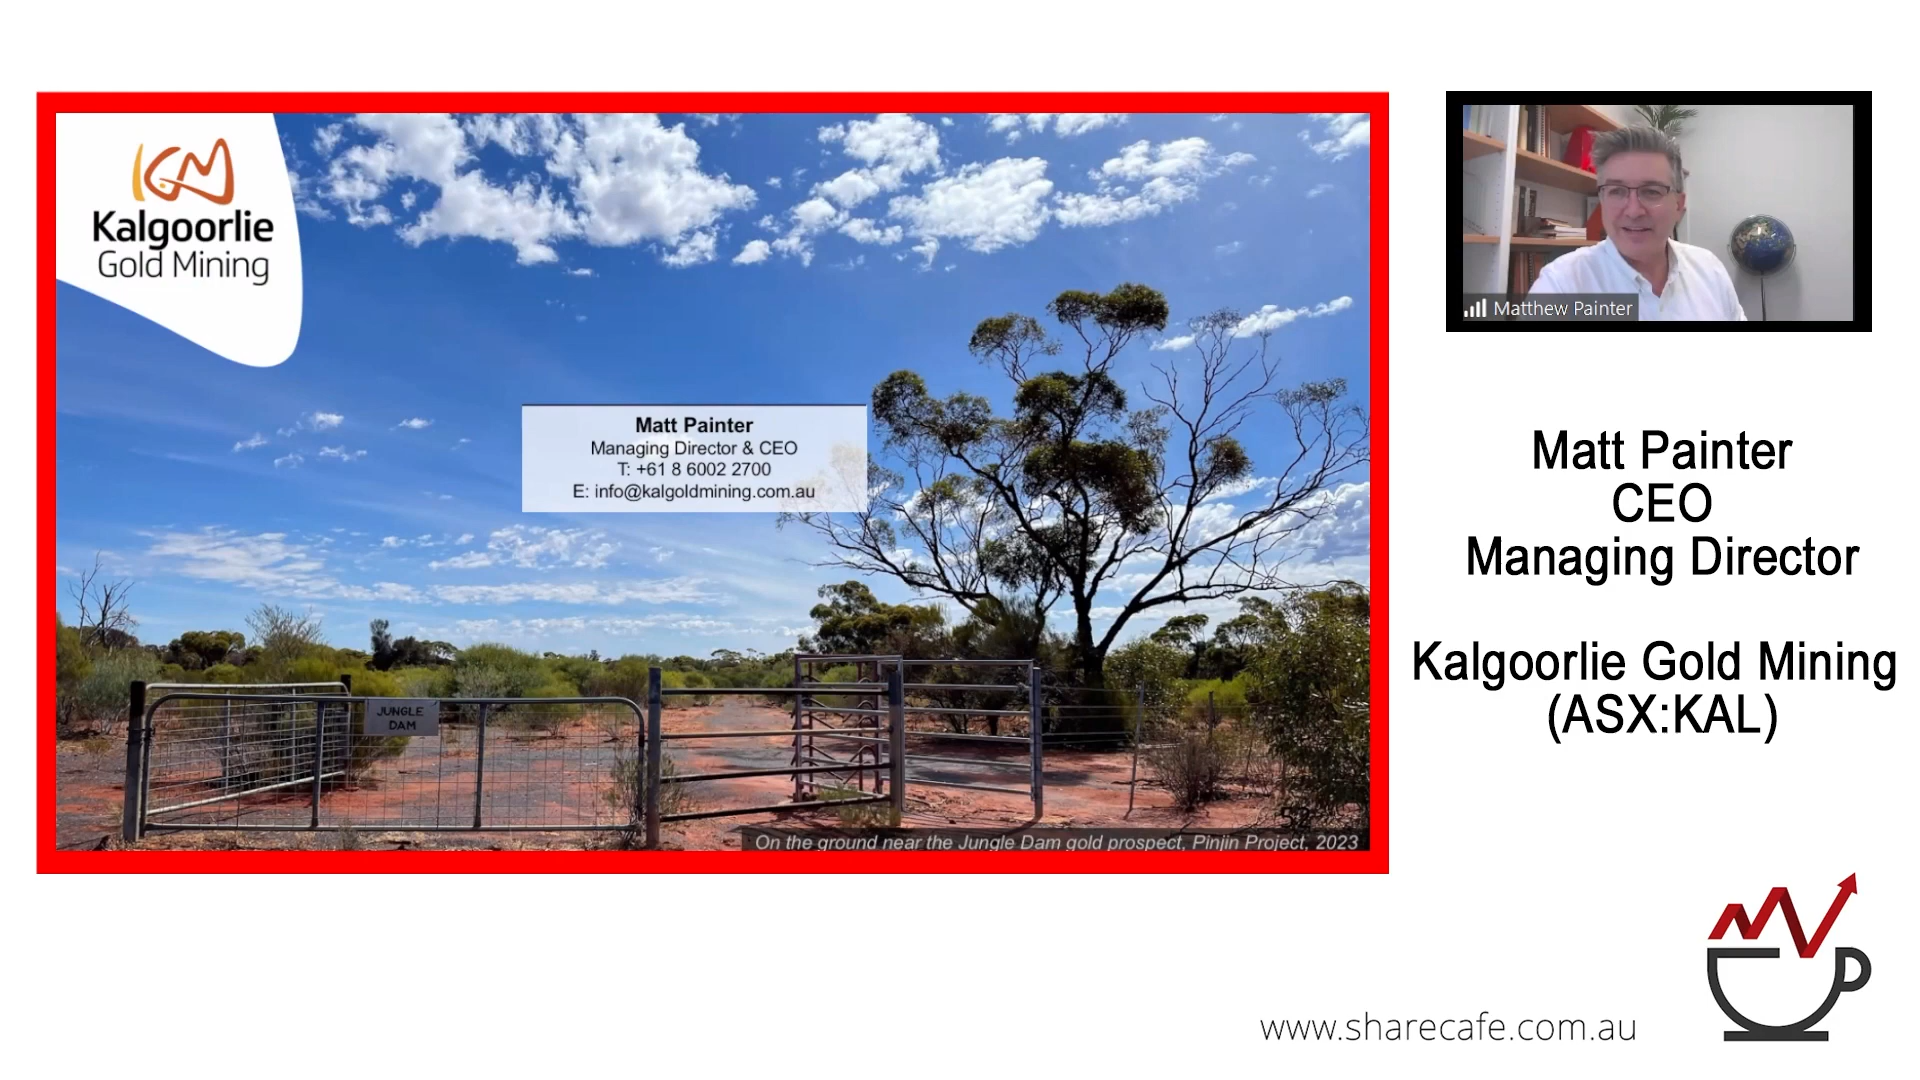 Kalgoorlie
Gold Mining
Matt Painter
Managing Director & CEO
T: +61 8 6002 2700
E: info@kalgoldmining.com.au
JUNGLE
DAM
On the ground near the Jungle Dam gold prospect, Pinjin Project, 2023
Matthew Painter
Matt Painter
CEO
Managing Director
Kalgoorlie Gold Mining
(ASX:KAL)
www.sharecafe.com.au